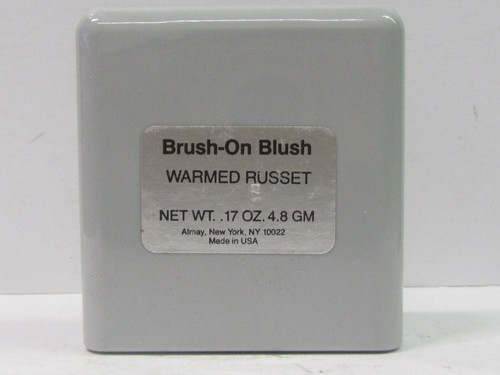 Brush-On Blush
WARMED RUSSET
NET WT. .17 OZ. 4.8 GM
Almay, New York, NY 10022
Made in USA